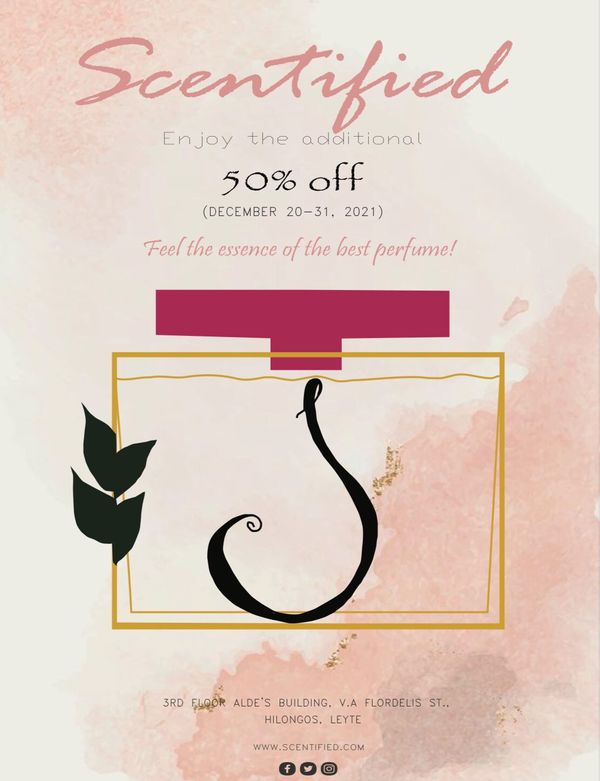 Scentified
Enjoy the additional
50% off
(DECEMBER 20-31, 2021)
Feel the essence of the best perfume!
S
3RD FLOOR ALDE'S BUILDING, V.A FLORDELIS ST.,
HILONGOS, LEYTE
WWW.SCENTIFIED.COM